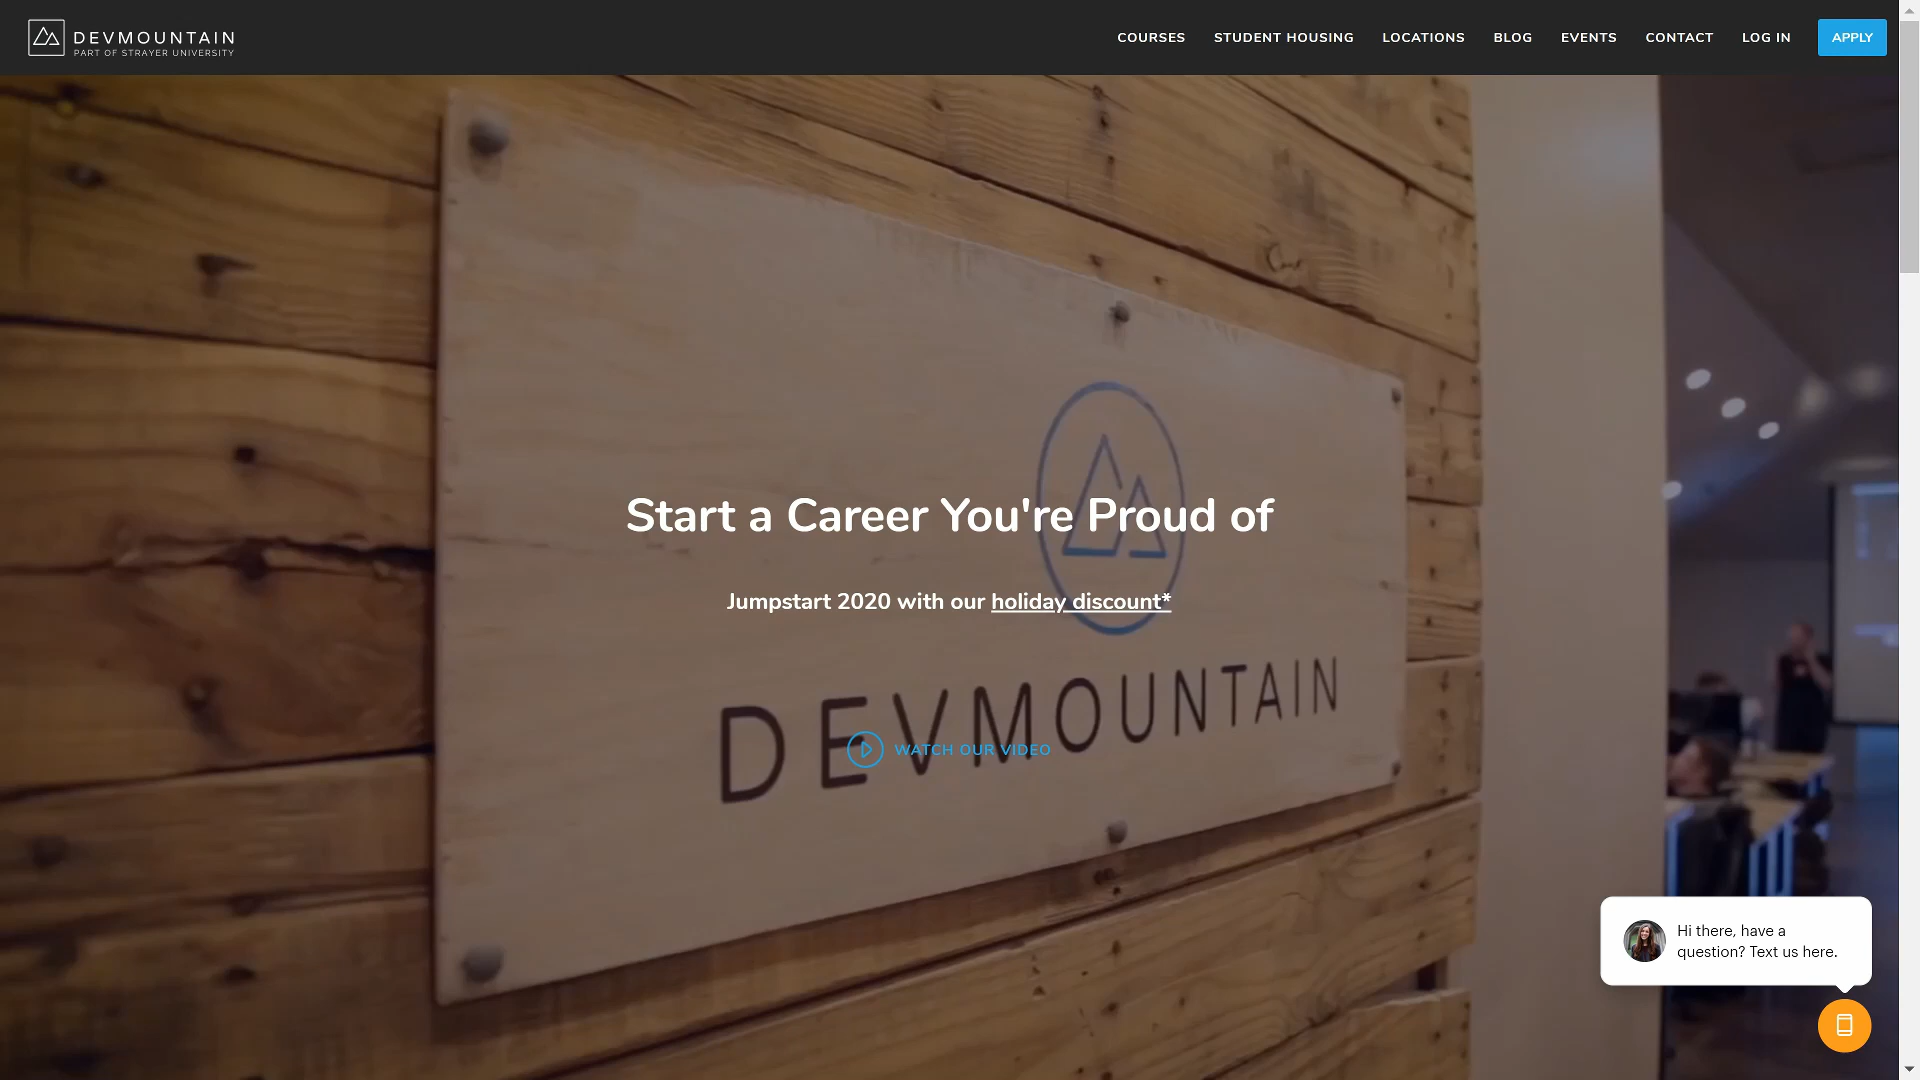 DEVMOUNTAIN
PART OF STRAYER UNIVERSITY
COURSES STUDENT HOUSING LOCATIONS BLOG EVENTS CONTACT LOG IN APPLY
Start a Career You're Proud of
Jumpstart 2020 with our holiday discount*
DEVMOUNTAIN
WATCH OUR VIDEO
Hi there, have a
question? Text us here.